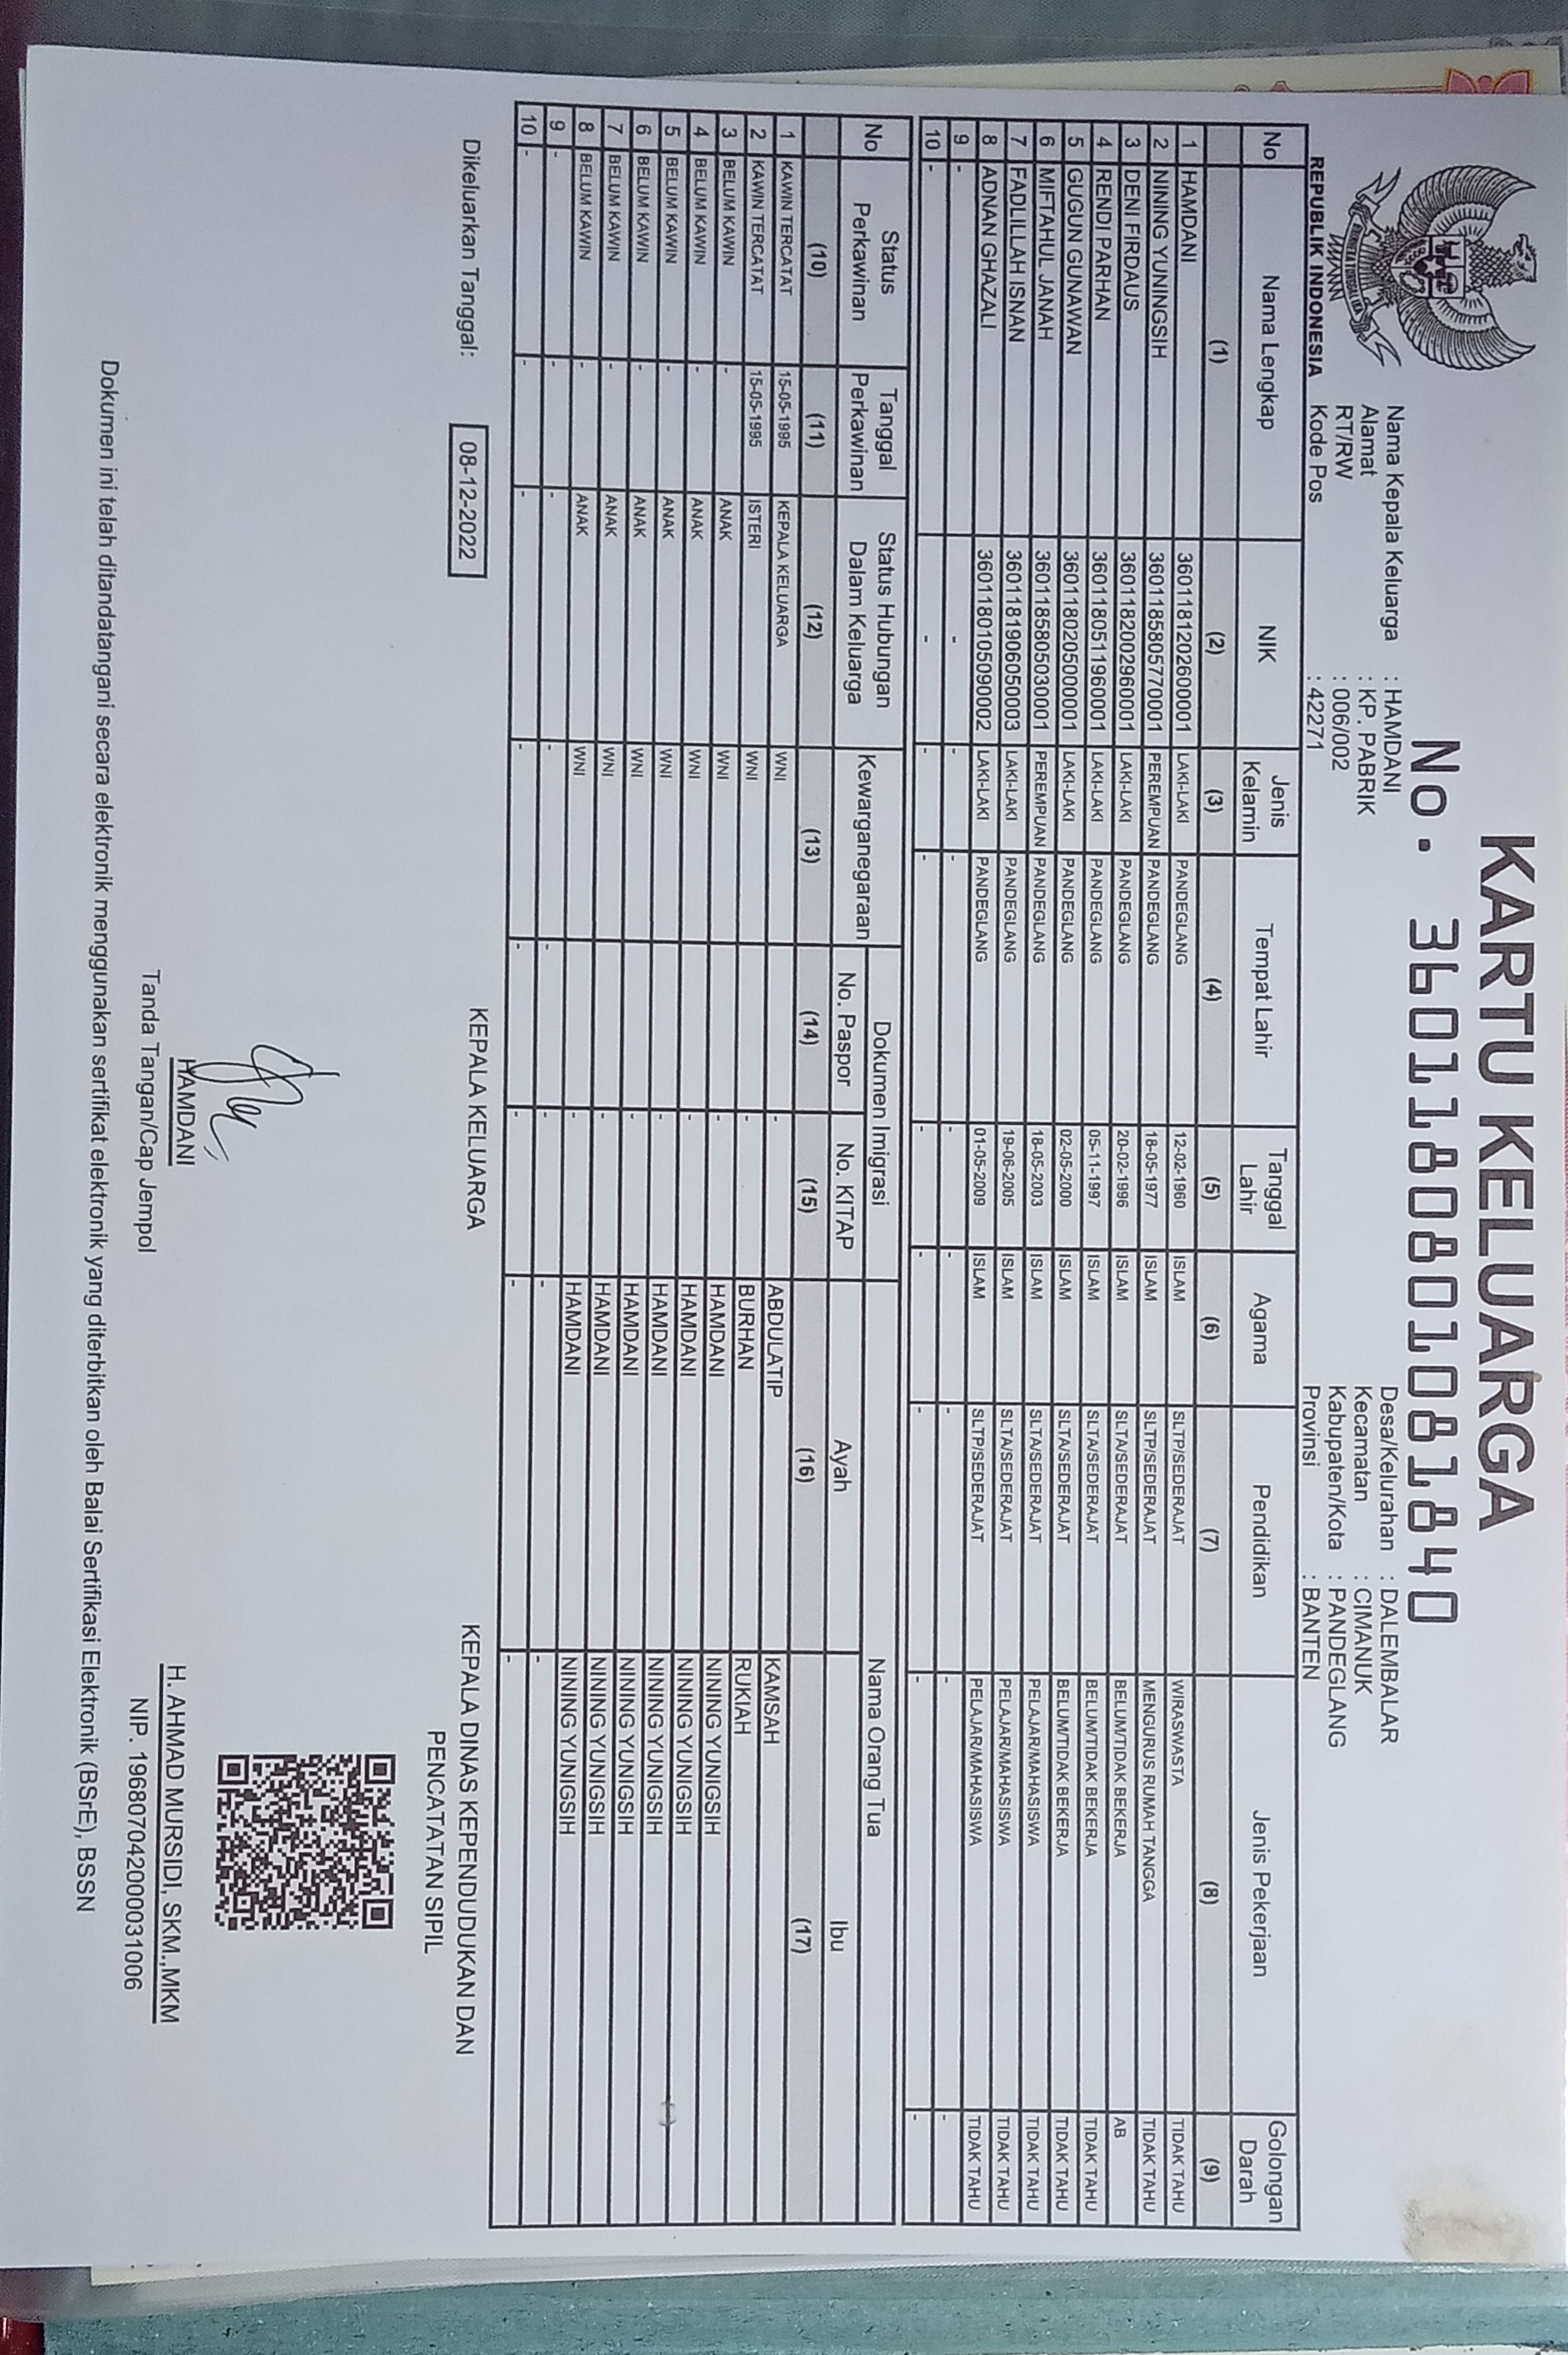 KARTU KELUARGA
No. 3601180801081840
REPUBLIK INDONESIA
Nama Kepala Keluarga : HAMDANI
Alamat : KP. PABRIK
RT/RW : 006/002
Kode Pos : 42271
Desa/Kelurahan : DALEMBALAR
Kecamatan : CIMANUK
Kabupaten/Kota : PANDEGLANG
Provinsi : BANTEN
No Nama Lengkap NIK Jenis Kelamin Tempat Lahir Tanggal Lahir Agama Pendidikan Jenis Pekerjaan Golongan Darah
(1) (2) (3) (4) (5) (6) (7) (8) (9)
1 HAMDANI 3601181202600001 LAKI-LAKI PANDEGLANG 12-02-1960 ISLAM SLTP/SEDERAJAT WIRASWASTA TIDAK TAHU
2 NINING YUNINGSIH 3601185805770001 PEREMPUAN PANDEGLANG 18-05-1977 ISLAM SLTP/SEDERAJAT MENGURUS RUMAH TANGGA TIDAK TAHU
3 DENI FIRDAUS 3601182002960001 LAKI-LAKI PANDEGLANG 20-02-1996 ISLAM SLTA/SEDERAJAT BELUM/TIDAK BEKERJA AB
4 RENDI PARHAN 3601180511960001 LAKI-LAKI PANDEGLANG 05-11-1997 ISLAM SLTA/SEDERAJAT BELUM/TIDAK BEKERJA TIDAK TAHU
5 GUGUN GUNAWAN 3601180205000001 LAKI-LAKI PANDEGLANG 02-05-2000 ISLAM SLTA/SEDERAJAT BELUM/TIDAK BEKERJA TIDAK TAHU
6 MIFTAHUL JANAH 3601185805030001 PEREMPUAN PANDEGLANG 18-05-2003 ISLAM SLTA/SEDERAJAT PELAJAR/MAHASISWA TIDAK TAHU
7 FADLILLAH ISNAN 3601181906050003 LAKI-LAKI PANDEGLANG 19-06-2005 ISLAM SLTA/SEDERAJAT PELAJAR/MAHASISWA TIDAK TAHU
8 ADNAN GHAZALI 3601180105090002 LAKI-LAKI PANDEGLANG 01-05-2009 ISLAM SLTP/SEDERAJAT PELAJAR/MAHASISWA TIDAK TAHU
9 - - - - - - - - -
10 - - - - - - - - -
No Status Perkawinan Tanggal Perkawinan Status Hubungan Dalam Keluarga Kewarganegaraan Dokumen Imigrasi Nama Orang Tua
No. Paspor No. KITAP Ayah Ibu
(10) (11) (12) (13) (14) (15) (16) (17)
1 KAWIN TERCATAT 15-05-1995 KEPALA KELUARGA WNI - ABDULATIP KAMSAH
2 KAWIN TERCATAT 15-05-1995 ISTERI WNI - BURHAN RUKIAH
3 BELUM KAWIN - ANAK WNI - HAMDANI NINING YUNIGSIH
4 BELUM KAWIN - ANAK WNI - HAMDANI NINING YUNIGSIH
5 BELUM KAWIN - ANAK WNI - HAMDANI NINING YUNIGSIH
6 BELUM KAWIN - ANAK WNI - HAMDANI NINING YUNIGSIH
7 BELUM KAWIN - ANAK WNI - HAMDANI NINING YUNIGSIH
8 BELUM KAWIN - ANAK WNI - HAMDANI NINING YUNIGSIH
9 - - - - - - - -
10 - - - - - - - -
Dikeluarkan Tanggal: 08-12-2022
KEPALA KELUARGA
HAMDANI
Tanda Tangan/Cap Jempol
KEPALA DINAS KEPENDUDUKAN DAN
PENCATATAN SIPIL
H. AHMAD MURSIDI, SKM.,MKM
NIP. 196807042000031006
Dokumen ini telah ditandatangani secara elektronik menggunakan sertifikat elektronik yang diterbitkan oleh Balai Sertifikasi Elektronik (BSrE), BSSN